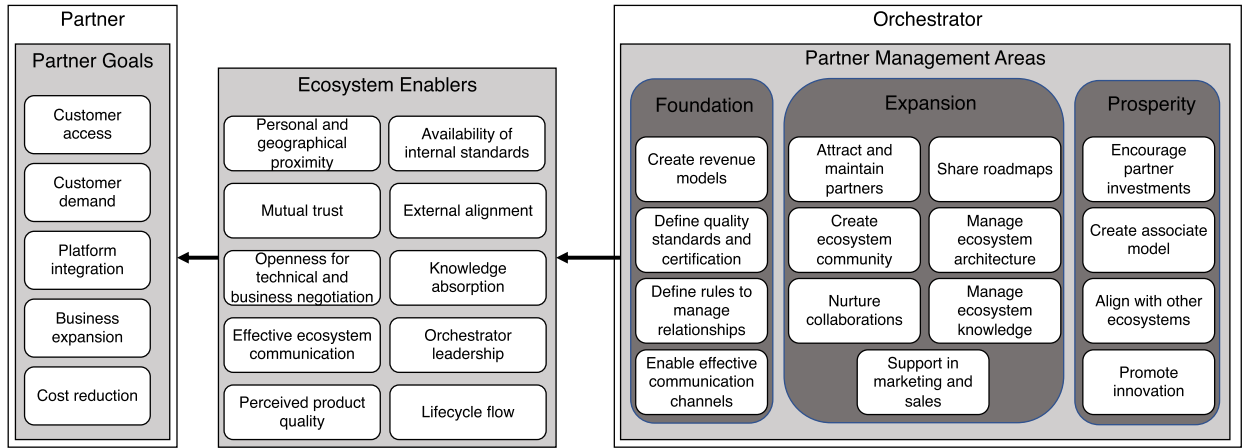 Partner
Partner Goals
Customer
access
Customer
demand
Platform
integration
Business
expansion
Cost reduction
Ecosystem Enablers
Personal and
geographical
proximity
Availability of
internal standards
Mutual trust
External alignment
Openness for
technical and
business negotiation
Knowledge
absorption
Effective ecosystem
communication
Orchestrator
leadership
Perceived product
quality
Lifecycle flow
Orchestrator
Partner Management Areas
Foundation
Create revenue
models
Define quality
standards and
certification
Define rules to
manage
relationships
Enable effective
communication
channels
Expansion
Attract and
maintain
partners
Share roadmaps
Create
ecosystem
community
Manage
ecosystem
architecture
Nurture
collaborations
Manage
ecosystem
knowledge
Support in
marketing and
sales
Prosperity
Encourage
partner
investments
Create associate
model
Align with other
ecosystems
Promote
innovation